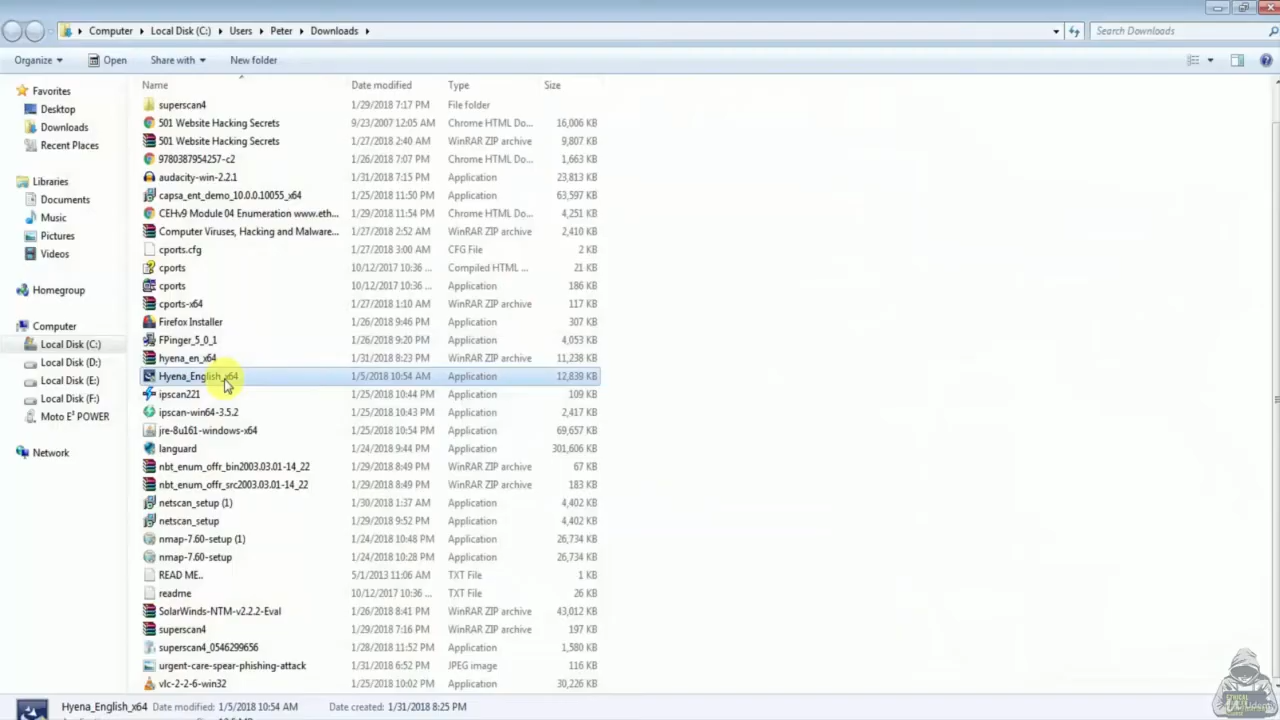 Computer Local Disk (C:) Users Peter Downloads Search Downloads
Organize Open Share with New folder
Favorites
Desktop
Downloads
Recent Places
Libraries
Documents
Music
Pictures
Videos
Homegroup
Computer
Local Disk (C:)
Local Disk (D:)
Local Disk (E:)
Local Disk (F:)
Moto E³ POWER
Network
Name Date modified Type Size
superscan4 1/29/2018 7:17 PM File folder
501 Website Hacking Secrets 9/23/2007 12:05 AM Chrome HTML Do... 16,006 KB
501 Website Hacking Secrets 1/27/2018 2:40 AM WinRAR ZIP archive 9,807 KB
9780387954257-c2 1/26/2018 7:07 PM Chrome HTML Do... 1,663 KB
audacity-win-2.2.1 1/31/2018 7:15 PM Application 23,813 KB
capsa_ent_demo_10.0.0.10055_x64 1/25/2018 11:50 PM Application 63,597 KB
CEHv9 Module 04 Enumeration www.eth... 1/29/2018 11:54 PM Chrome HTML Do... 4,251 KB
Computer Viruses, Hacking and Malware... 1/27/2018 2:52 AM WinRAR ZIP archive 2,410 KB
cports.cfg 1/27/2018 3:00 AM CFG File 2 KB
cports 10/12/2017 10:36 ... Compiled HTML ... 21 KB
cports 10/12/2017 10:36 ... Application 186 KB
cports-x64 1/27/2018 1:10 AM WinRAR ZIP archive 117 KB
Firefox Installer 1/26/2018 9:46 PM Application 307 KB
FPinger_5_0_1 1/26/2018 9:20 PM Application 4,163 KB
hyena_en_x64 1/31/2018 8:23 PM WinRAR ZIP archive 11,238 KB
Hyena_English_x64 1/5/2018 10:54 AM Application 12,839 KB
ipscan221 1/25/2018 10:44 PM Application 109 KB
ipscan-win64-3.5.2 1/25/2018 10:43 PM Application 2,417 KB
jre-8u161-windows-x64 1/25/2018 10:54 PM Application 69,657 KB
languard 1/24/2018 9:44 PM Application 301,606 KB
nbt_enum_offr_bin2003.03.01-14_22 1/29/2018 8:49 PM WinRAR ZIP archive 67 KB
nbt_enum_offr_src2003.03.01-14_22 1/29/2018 8:49 PM WinRAR ZIP archive 183 KB
netscan_setup (1) 1/30/2018 1:37 AM Application 4,402 KB
netscan_setup 1/29/2018 9:52 PM Application 4,402 KB
nmap-7.60-setup (1) 1/24/2018 10:48 PM Application 26,734 KB
nmap-7.60-setup 1/24/2018 10:28 PM Application 26,734 KB
READ ME.. 5/1/2013 11:06 AM TXT File 1 KB
readme 10/12/2017 10:36 ... TXT File 26 KB
SolarWinds-NTM-v2.2.2-Eval 1/26/2018 8:41 PM WinRAR ZIP archive 43,012 KB
superscan4 1/29/2018 7:16 PM WinRAR ZIP archive 197 KB
superscan4_0546299656 1/28/2018 11:52 PM Application 1,580 KB
urgent-care-spear-phishing-attack 1/31/2018 6:52 PM JPEG image 116 KB
vlc-2-2-6-win32 1/25/2018 10:02 PM Application 30,226 KB
Hyena_English_x64 Date modified: 1/5/2018 10:54 AM Date created: 1/31/2018 8:25 PM